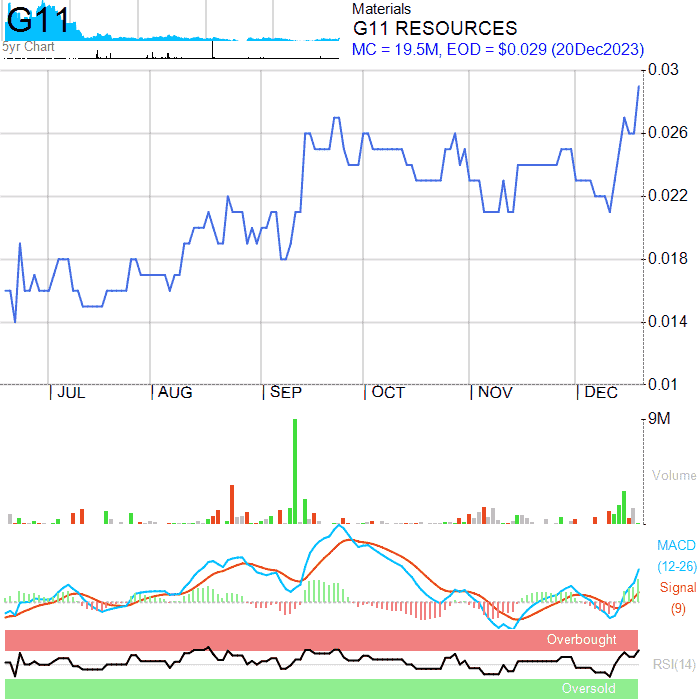 G11
5yr Chart
Materials
G11 RESOURCES
MC = 19.5M, EOD = $0.029 (20Dec2023)
0.03
0.026
0.022
0.018
0.014
0.01
JUL AUG SEP OCT NOV DEC
9M
Volume
MACD
(12-26)
Signal
(9)
Overbought
RSI(14)
Oversold